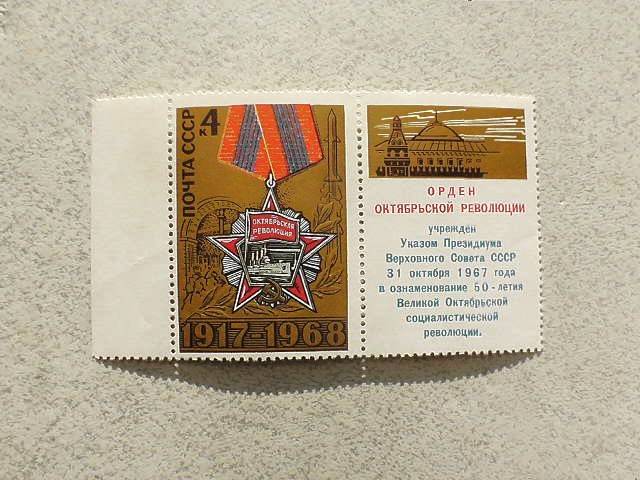 4 к
ПОЧТА СССР
ОКТЯБРЬСКАЯ
РЕВОЛЮЦИЯ
1917-1968
ОРДЕН
ОКТЯБРЬСКОЙ РЕВОЛЮЦИИ
учрежден
Указом Президиума
Верховного Совета СССР
31 октября 1967 года
в ознаменование 50-летия
Великой Октябрьской
социалистической
революции.